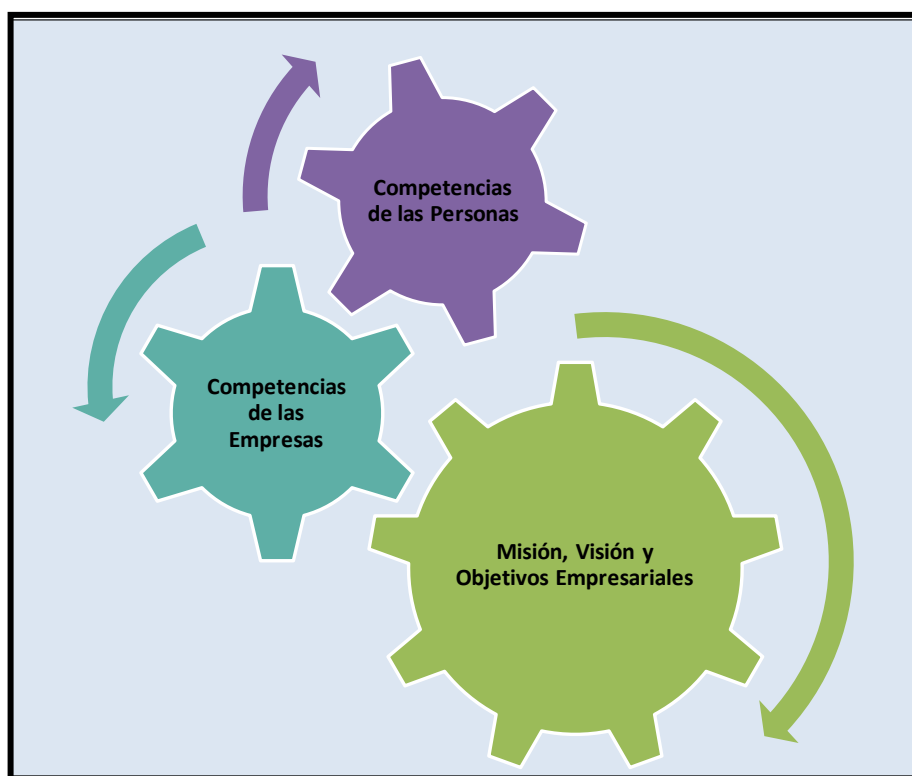 Competencias
de las Personas
Competencias
de las
Empresas
Misión, Visión y
Objetivos Empresariales